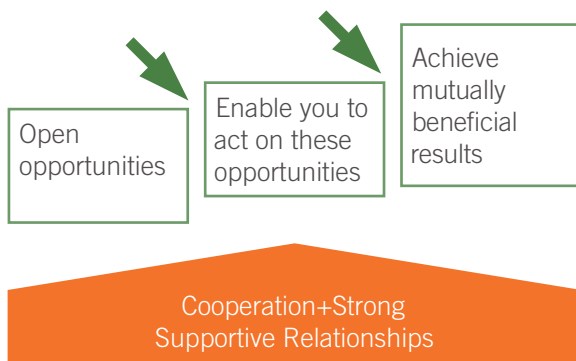 Open
opportunities
Enable you to
act on these
opportunities
Achieve
mutually
beneficial
results
Cooperation+Strong
Supportive Relationships